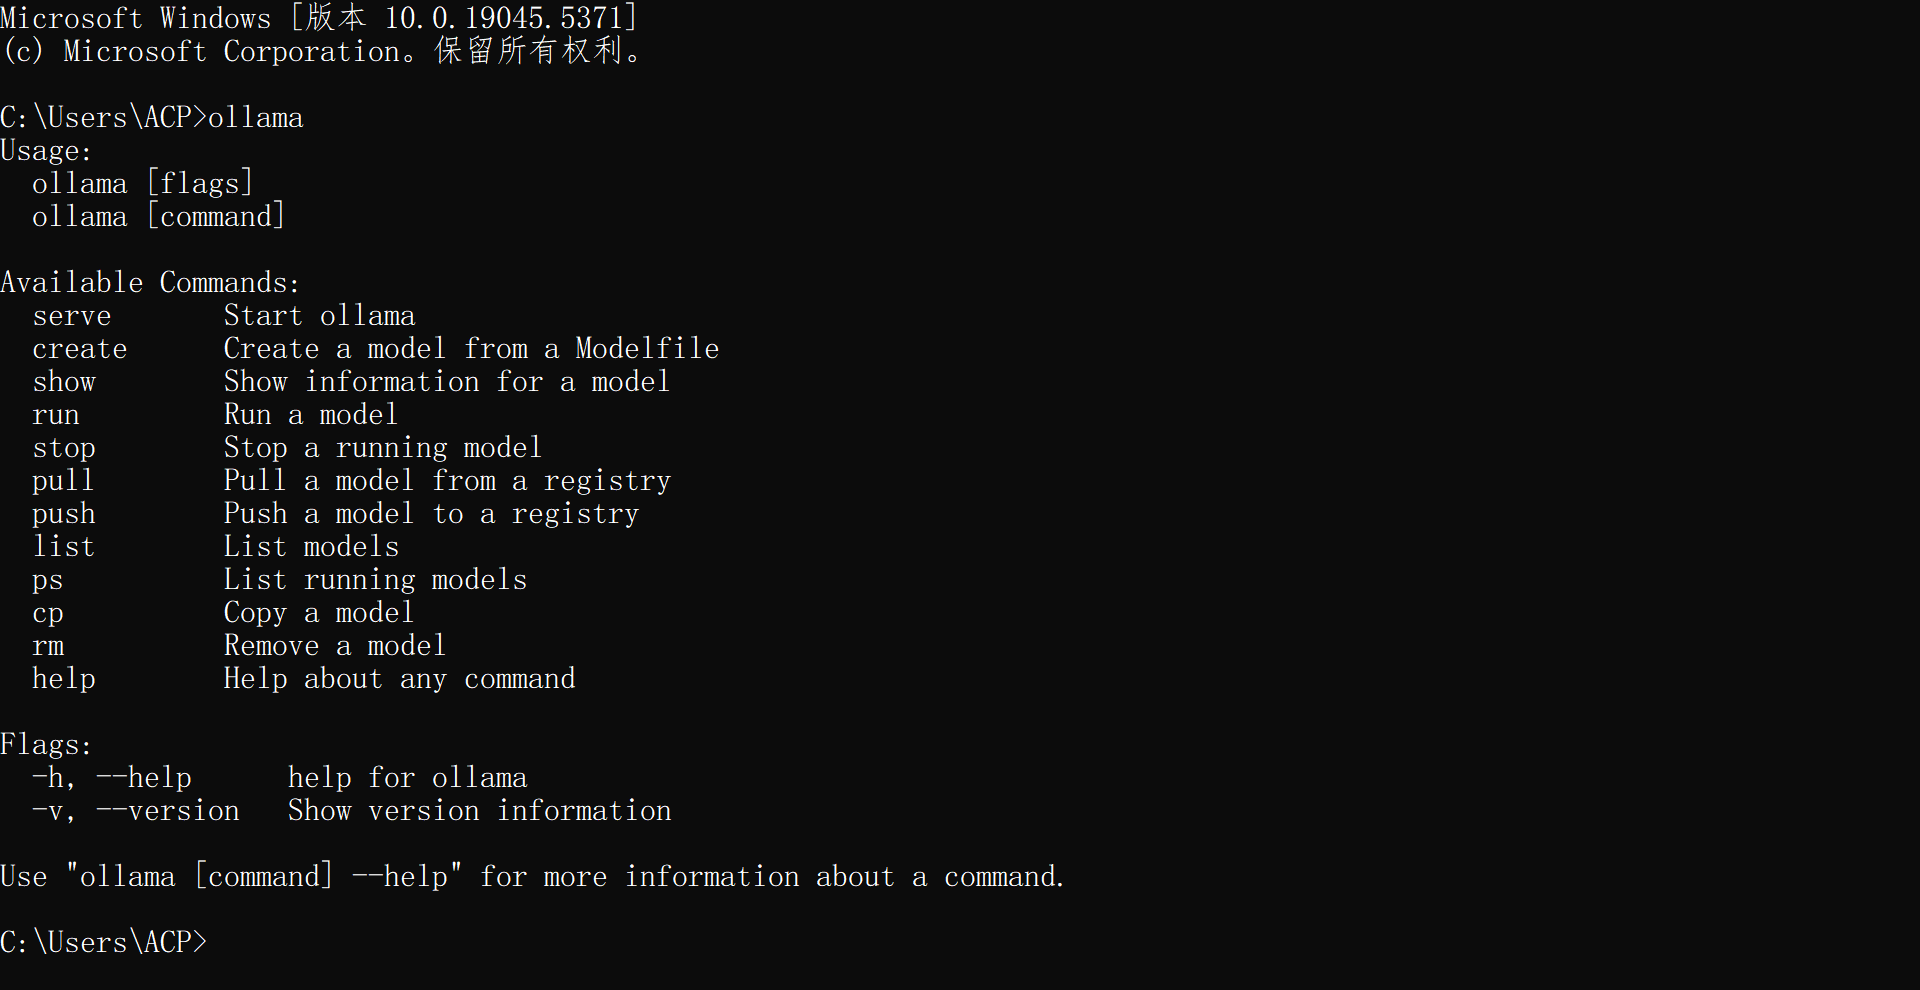 Microsoft Windows [版本 10.0.19045.5371]
(c) Microsoft Corporation。保留所有权利。
C:\Users\ACP>ollama
Usage:
  ollama [flags]
  ollama [command]
Available Commands:
  serve       Start ollama
  create      Create a model from a Modelfile
  show        Show information for a model
  run         Run a model
  stop        Stop a running model
  pull        Pull a model from a registry
  push        Push a model to a registry
  list        List models
  ps          List running models
  cp          Copy a model
  rm          Remove a model
  help        Help about any command
Flags:
  -h, --help      help for ollama
  -v, --version   Show version information
Use "ollama [command] --help" for more information about a command.
C:\Users\ACP>